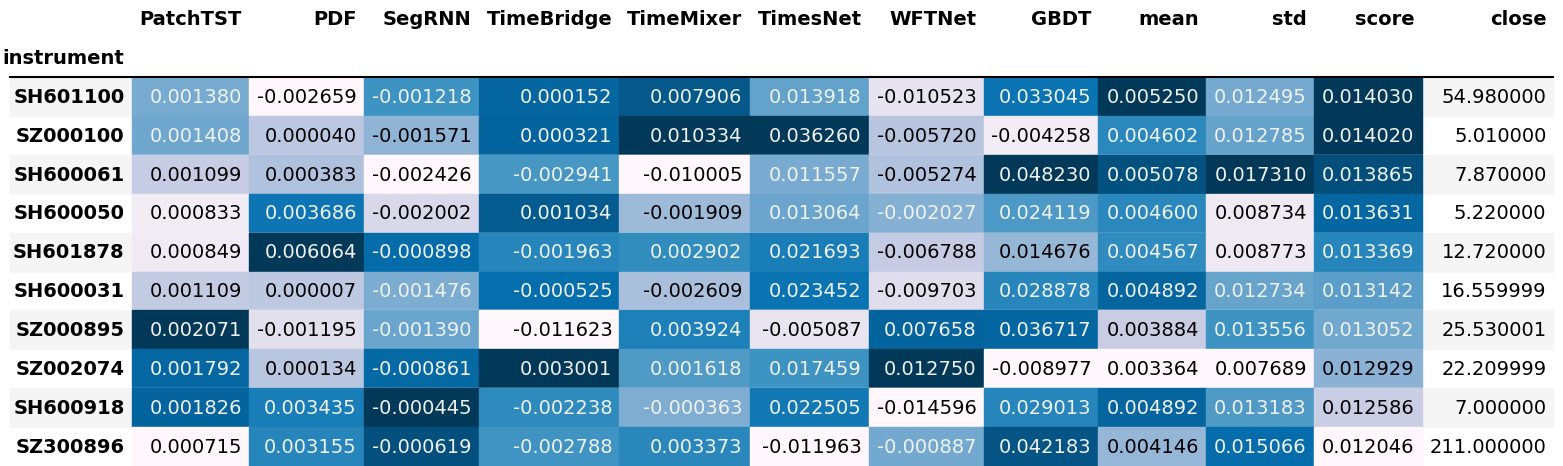 PatchTST PDF SegRNN TimeBridge TimeMixer TimesNet WFTNet GBDT mean std score close
instrument
SH601100 0.001380 -0.002659 -0.001218 0.000152 0.007906 0.013918 -0.010523 0.033045 0.005250 0.012495 0.014030 54.980000
SZ000100 0.001408 0.000040 -0.001571 0.000321 0.010334 0.036260 -0.005720 -0.004258 0.004602 0.012785 0.014020 5.010000
SH600061 0.001099 0.000383 -0.002426 -0.002941 -0.010005 0.011557 -0.005274 0.048230 0.005078 0.017310 0.013865 7.870000
SH600050 0.000833 0.003686 -0.002002 0.001034 -0.001909 0.013064 -0.002027 0.024119 0.004600 0.008734 0.013631 5.220000
SH601878 0.000849 0.006064 -0.000898 -0.001963 0.002902 0.021693 -0.006788 0.014676 0.004567 0.008773 0.013369 12.720000
SH600031 0.001109 0.000007 -0.001476 -0.000525 -0.002609 0.023452 -0.009703 0.028878 0.004892 0.012734 0.013142 16.559999
SZ000895 0.002071 -0.001195 -0.001390 -0.011623 0.003924 -0.005087 0.007658 0.036717 0.003884 0.013556 0.013052 25.530001
SZ002074 0.001792 0.000134 -0.000861 0.003001 0.001618 0.017459 0.012750 -0.008977 0.003364 0.007689 0.012929 22.209999
SH600918 0.001826 0.003435 -0.000445 -0.002238 -0.000363 0.022505 -0.014596 0.029013 0.004892 0.013183 0.012586 7.000000
SZ300896 0.000715 0.003155 -0.000619 -0.002788 0.003373 -0.011963 -0.000887 0.042183 0.004146 0.015066 0.012046 211.000000